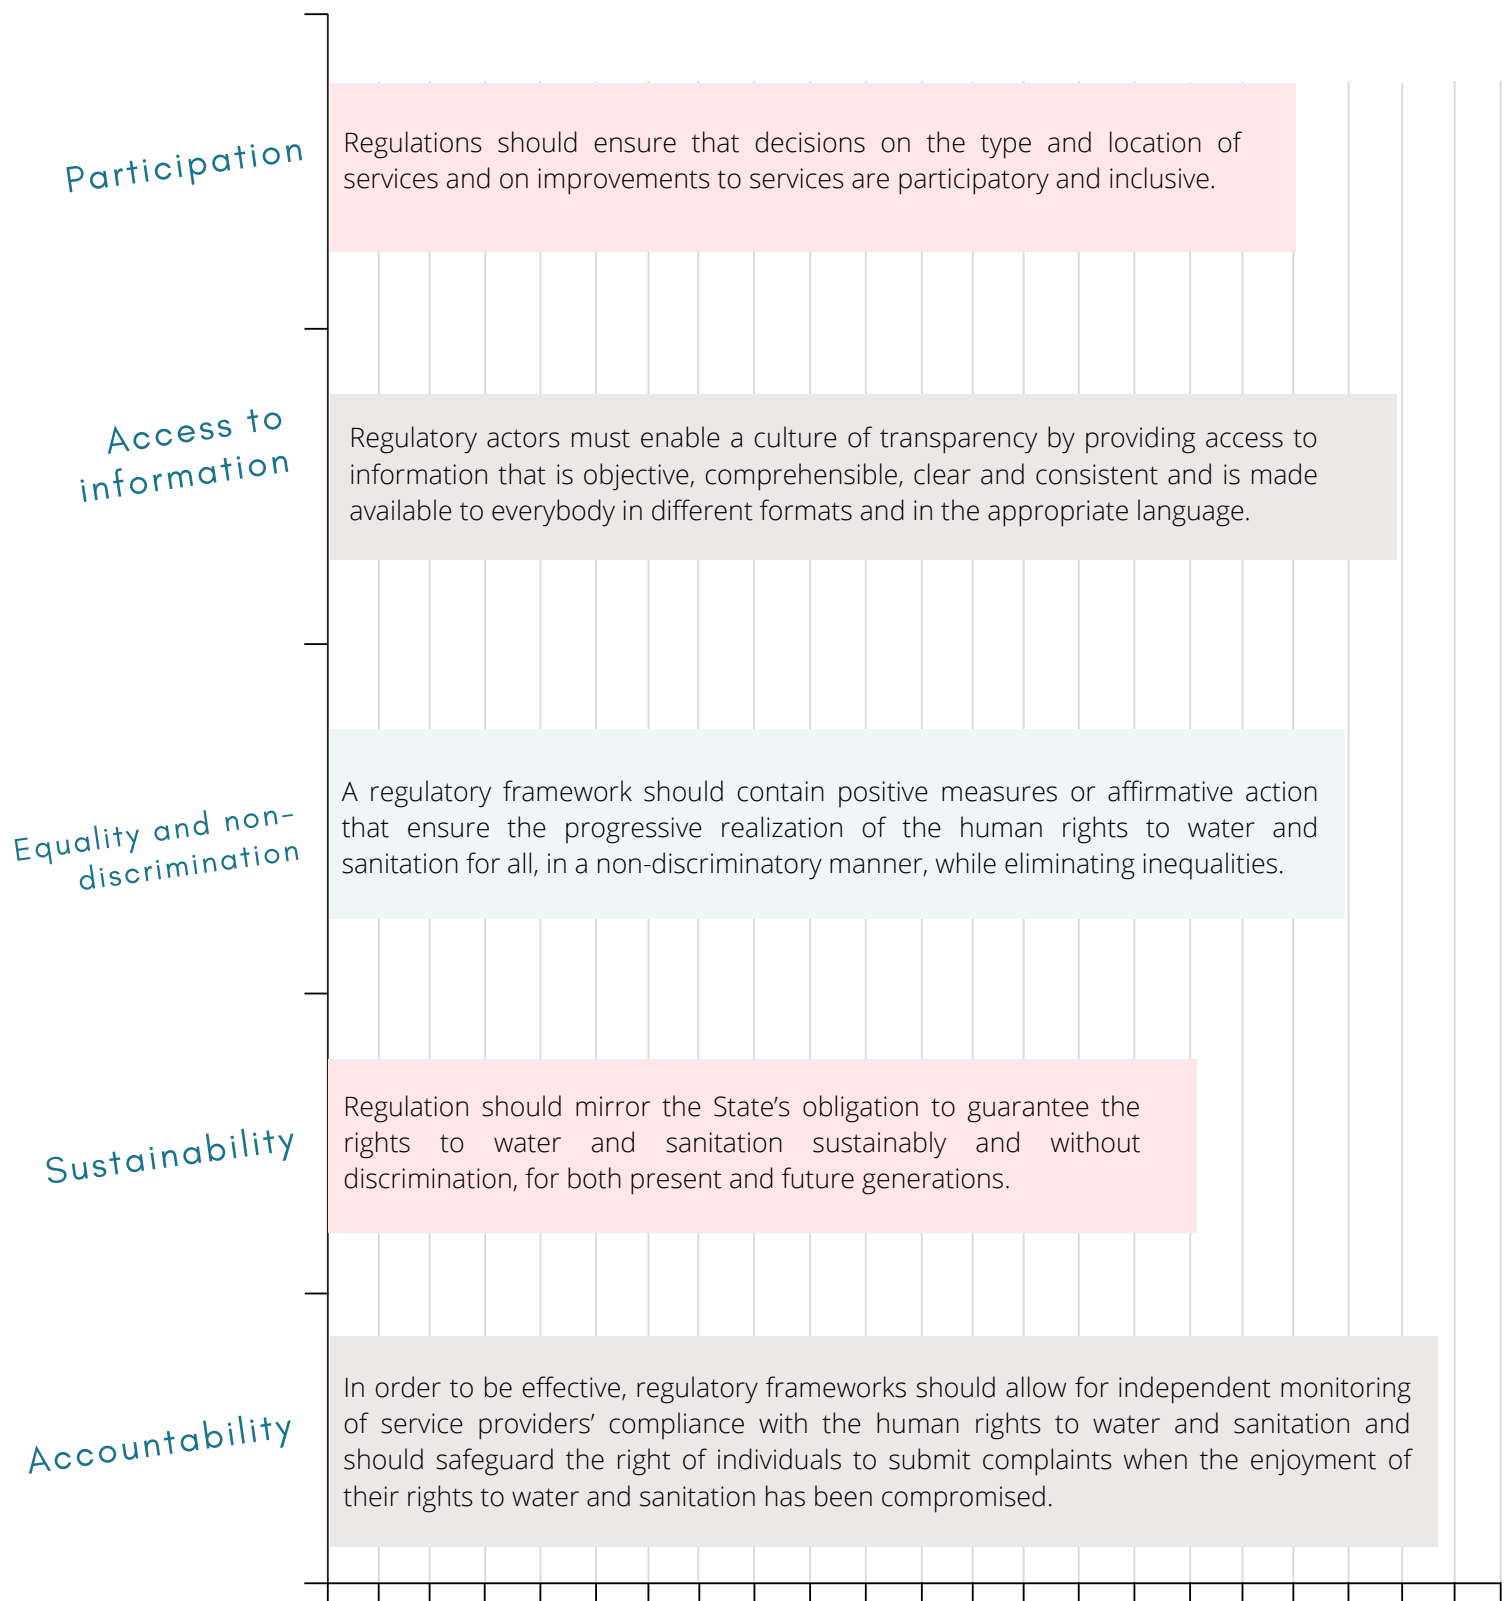 Participation
Regulations should ensure that decisions on the type and location of
services and on improvements to services are participatory and inclusive.
Access to
information
Regulatory actors must enable a culture of transparency by providing access to
information that is objective, comprehensible, clear and consistent and is made
available to everybody in different formats and in the appropriate language.
Equality and non-
discrimination
A regulatory framework should contain positive measures or affirmative action
that ensure the progressive realization of the human rights to water and
sanitation for all, in a non-discriminatory manner, while eliminating inequalities.
Sustainability
Regulation should mirror the State’s obligation to guarantee the
rights to water and sanitation sustainably and without
discrimination, for both present and future generations.
Accountability
In order to be effective, regulatory frameworks should allow for independent monitoring
of service providers’ compliance with the human rights to water and sanitation and
should safeguard the right of individuals to submit complaints when the enjoyment of
their rights to water and sanitation has been compromised.